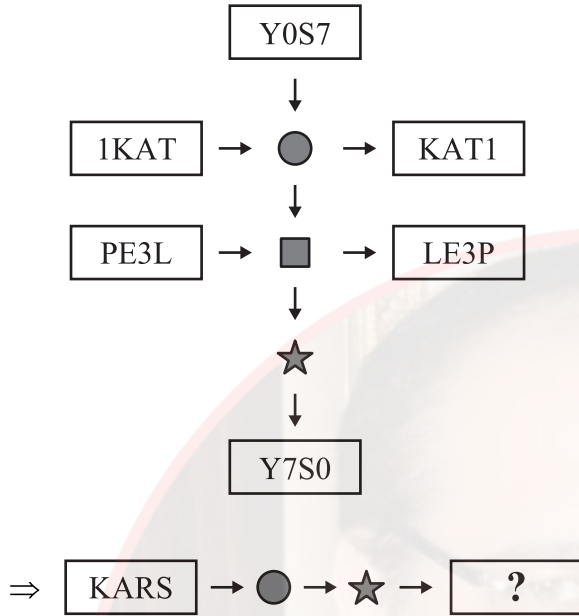 Y0S7
1KAT KAT1
PE3L LE3P
Y7S0
⇒ KARS ?